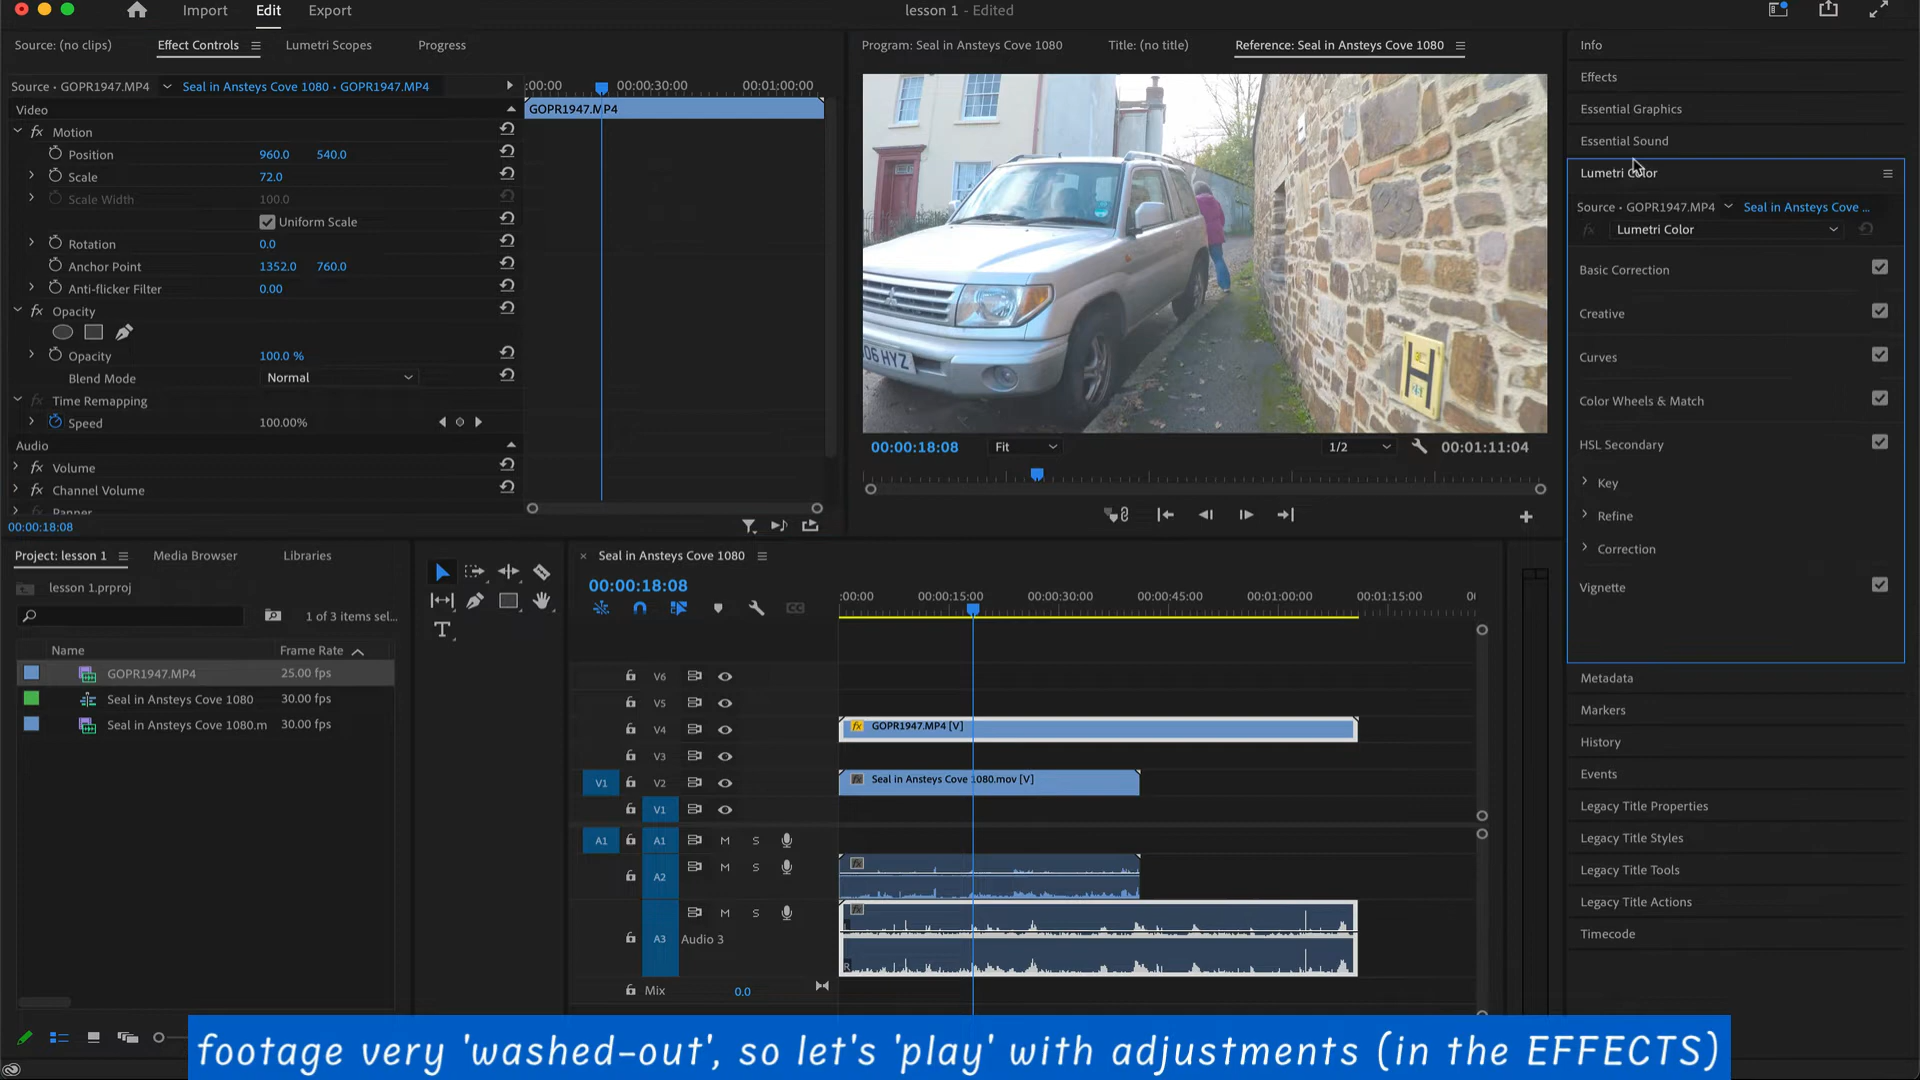 Import Edit Export
lesson 1 - Edited
Source: (no clips) Effect Controls Lumetri Scopes Progress
Source • GOPR1947.MP4 Seal in Ansteys Cove 1080 • GOPR1947.MP4
:00:00 00:00:30:00 00:01:00:00
GOPR1947.MP4
Video
fx Motion
Position 960.0 540.0
Scale 72.0
Scale Width 100.0
Uniform Scale
Rotation 0.0
Anchor Point 1352.0 760.0
Anti-flicker Filter 0.00
fx Opacity
Opacity 100.0 %
Blend Mode Normal
fx Time Remapping
Speed 100.00%
Audio
fx Volume
fx Channel Volume
fx Panner
00:00:18:08
Program: Seal in Ansteys Cove 1080 Title: (no title) Reference: Seal in Ansteys Cove 1080
06 HYZ
H
00:00:18:08 Fit 1/2 00:01:11:04
Info
Effects
Essential Graphics
Essential Sound
Lumetri Color
Source • GOPR1947.MP4 Seal in Ansteys Cove ...
fx Lumetri Color
Basic Correction
Creative
Curves
Color Wheels & Match
HSL Secondary
Key
Refine
Correction
Vignette
Metadata
Markers
History
Events
Legacy Title Properties
Legacy Title Styles
Legacy Title Tools
Legacy Title Actions
Timecode
Project: lesson 1 Media Browser Libraries
lesson 1.prproj
1 of 3 items sel...
Name Frame Rate
GOPR1947.MP4 25.00 fps
Seal in Ansteys Cove 1080 30.00 fps
Seal in Ansteys Cove 1080.m 30.00 fps
T
Seal in Ansteys Cove 1080
00:00:18:08
:00:00 00:00:15:00 00:00:30:00 00:00:45:00 00:01:00:00 00:01:15:00
V6
V5
V4 fx GOPR1947.MP4 [V]
V3
V1 V2 fx Seal in Ansteys Cove 1080.mov [V]
V1
A1 A1 M S
A2 M S fx
A3 Audio 3 M S fx
R
Mix 0.0
footage very 'washed-out', so let's 'play' with adjustments (in the EFFECTS)